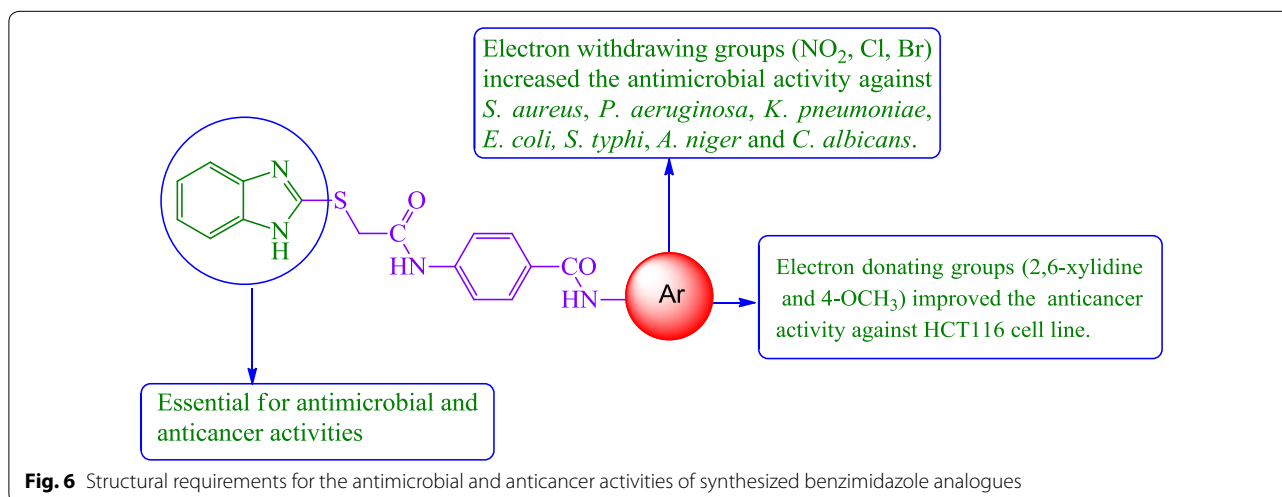 Electron withdrawing groups (NO₂, Cl, Br)
increased the antimicrobial activity against
S. aureus, P. aeruginosa, K. pneumoniae,
E. coli, S. typhi, A. niger and C. albicans.
N
S
O
N
H
C
HN
CO
HN
Ar
Electron donating groups (2,6-xylidine
and 4-OCH₃) improved the anticancer
activity against HCT116 cell line.
Essential for antimicrobial and
anticancer activities
Fig. 6 Structural requirements for the antimicrobial and anticancer activities of synthesized benzimidazole analogues